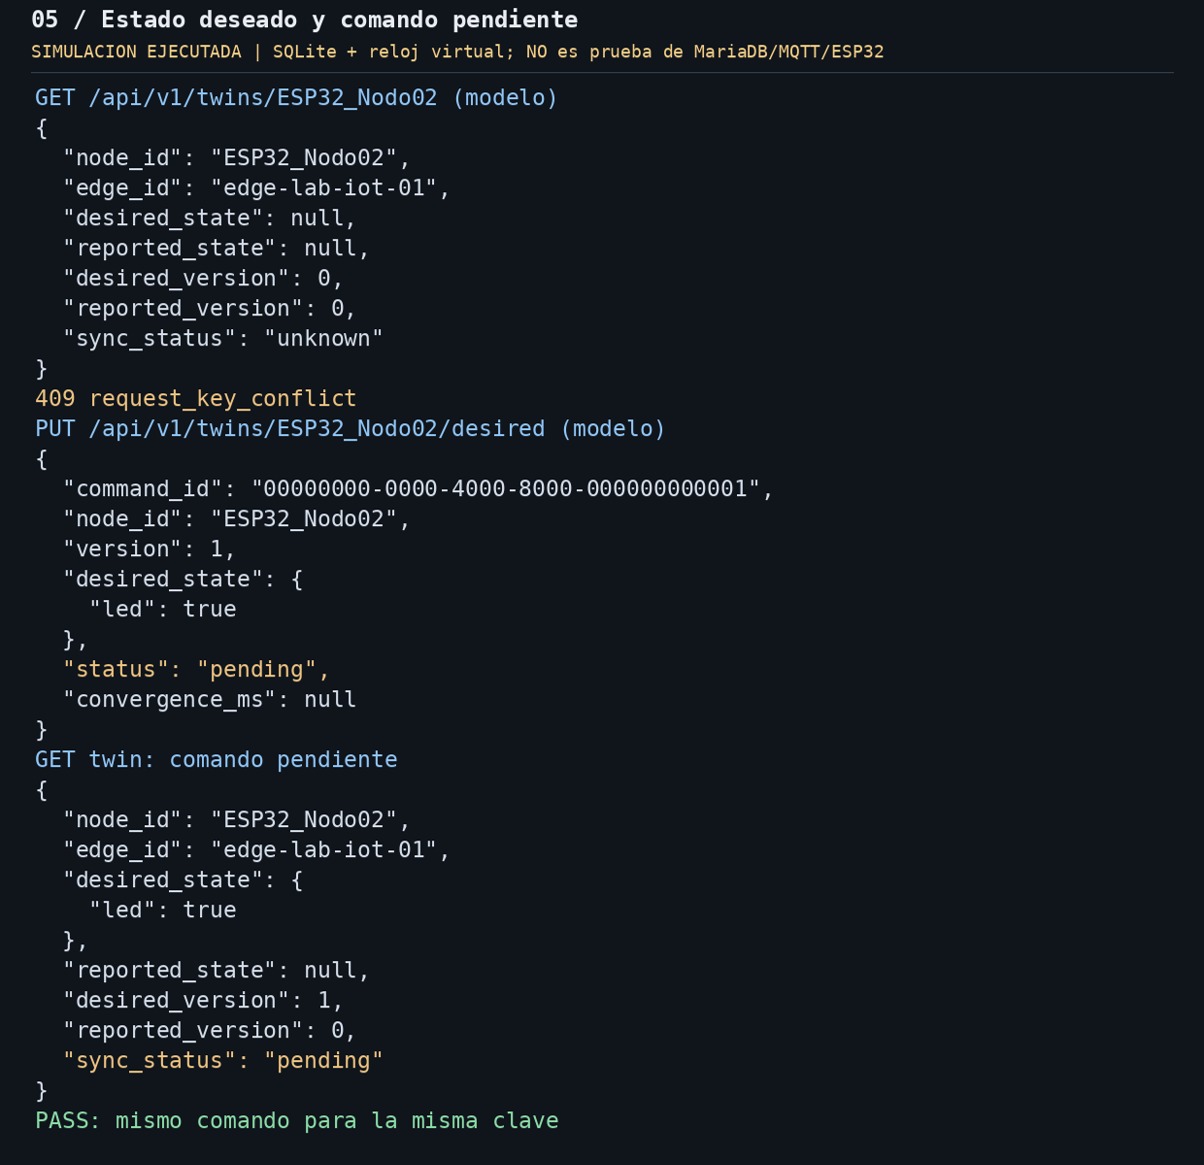 05 / Estado deseado y comando pendiente
SIMULACION EJECUTADA | SQLite + reloj virtual; NO es prueba de MariaDB/MQTT/ESP32
GET /api/v1/twins/ESP32_Nodo02 (modelo)
{
  "node_id": "ESP32_Nodo02",
  "edge_id": "edge-lab-iot-01",
  "desired_state": null,
  "reported_state": null,
  "desired_version": 0,
  "reported_version": 0,
  "sync_status": "unknown"
}
409 request_key_conflict
PUT /api/v1/twins/ESP32_Nodo02/desired (modelo)
{
  "command_id": "00000000-0000-4000-8000-000000000001",
  "node_id": "ESP32_Nodo02",
  "version": 1,
  "desired_state": {
    "led": true
  },
  "status": "pending",
  "convergence_ms": null
}
GET twin: comando pendiente
{
  "node_id": "ESP32_Nodo02",
  "edge_id": "edge-lab-iot-01",
  "desired_state": {
    "led": true
  },
  "reported_state": null,
  "desired_version": 1,
  "reported_version": 0,
  "sync_status": "pending"
}
PASS: mismo comando para la misma clave